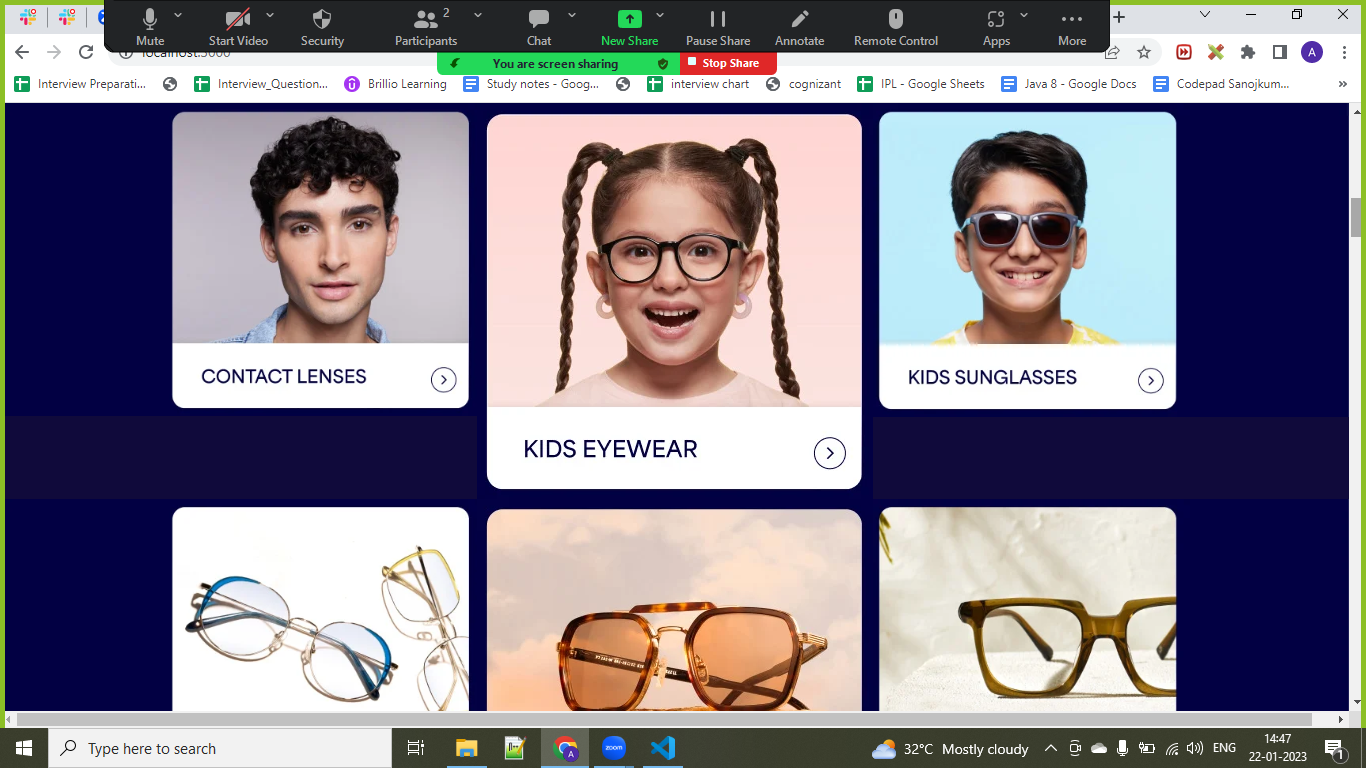 2
Mute
Start Video
Security
Participants
Chat
New Share
Pause Share
Annotate
Remote Control
Apps
More
You are screen sharing
Stop Share
A
Interview Preparati...
Interview_Question...
Brillio Learning
Study notes - Goog...
interview chart
cognizant
IPL - Google Sheets
Java 8 - Google Docs
Codepad Sanojkum...
CONTACT LENSES
KIDS EYEWEAR
KIDS SUNGLASSES
Type here to search
A
zoom
32°C Mostly cloudy
ENG
14:47
22-01-2023
1